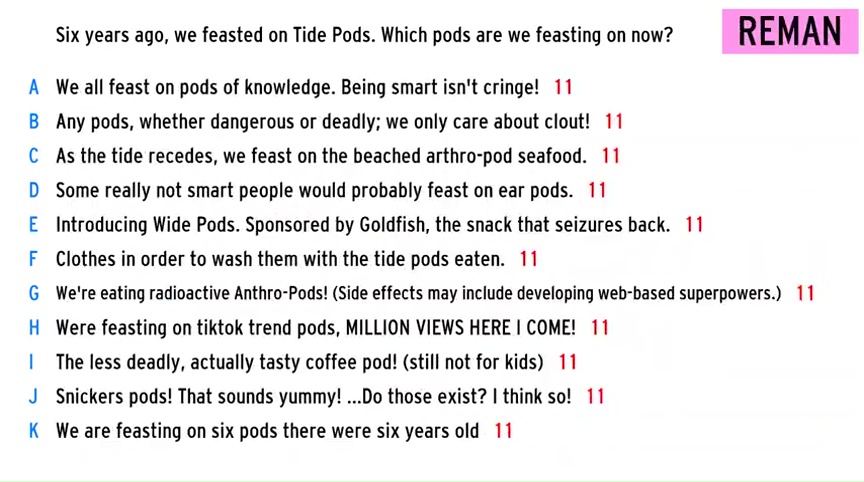 Six years ago, we feasted on Tide Pods. Which pods are we feasting on now?
REMAN
A We all feast on pods of knowledge. Being smart isn't cringe! 11
B Any pods, whether dangerous or deadly; we only care about clout! 11
C As the tide recedes, we feast on the beached arthro-pod seafood. 11
D Some really not smart people would probably feast on ear pods. 11
E Introducing Wide Pods. Sponsored by Goldfish, the snack that seizures back. 11
F Clothes in order to wash them with the tide pods eaten. 11
G We're eating radioactive Anthro-Pods! (Side effects may include developing web-based superpowers.) 11
H Were feasting on tiktok trend pods, MILLION VIEWS HERE I COME! 11
I The less deadly, actually tasty coffee pod! (still not for kids) 11
J Snickers pods! That sounds yummy! ...Do those exist? I think so! 11
K We are feasting on six pods there were six years old 11